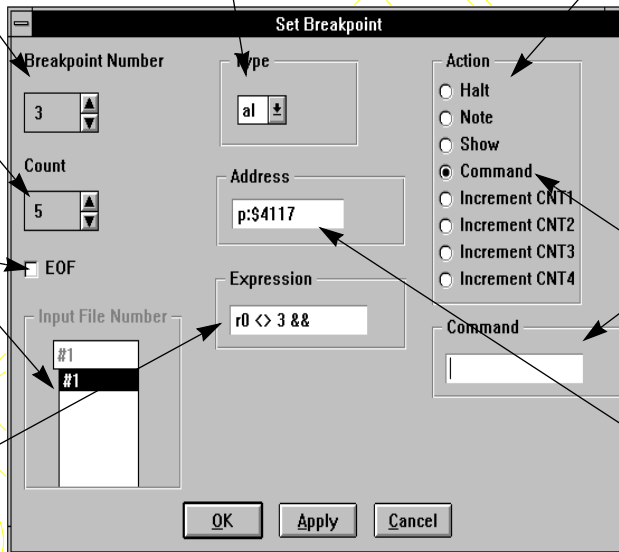 Set Breakpoint
Breakpoint Number
3
Count
5
EOF
Input File Number
#1
#1
Type
al
Address
p:$4117
Expression
r0 <> 3 &&
Action
Halt
Note
Show
Command
Increment CNT1
Increment CNT2
Increment CNT3
Increment CNT4
Command
OK
Apply
Cancel